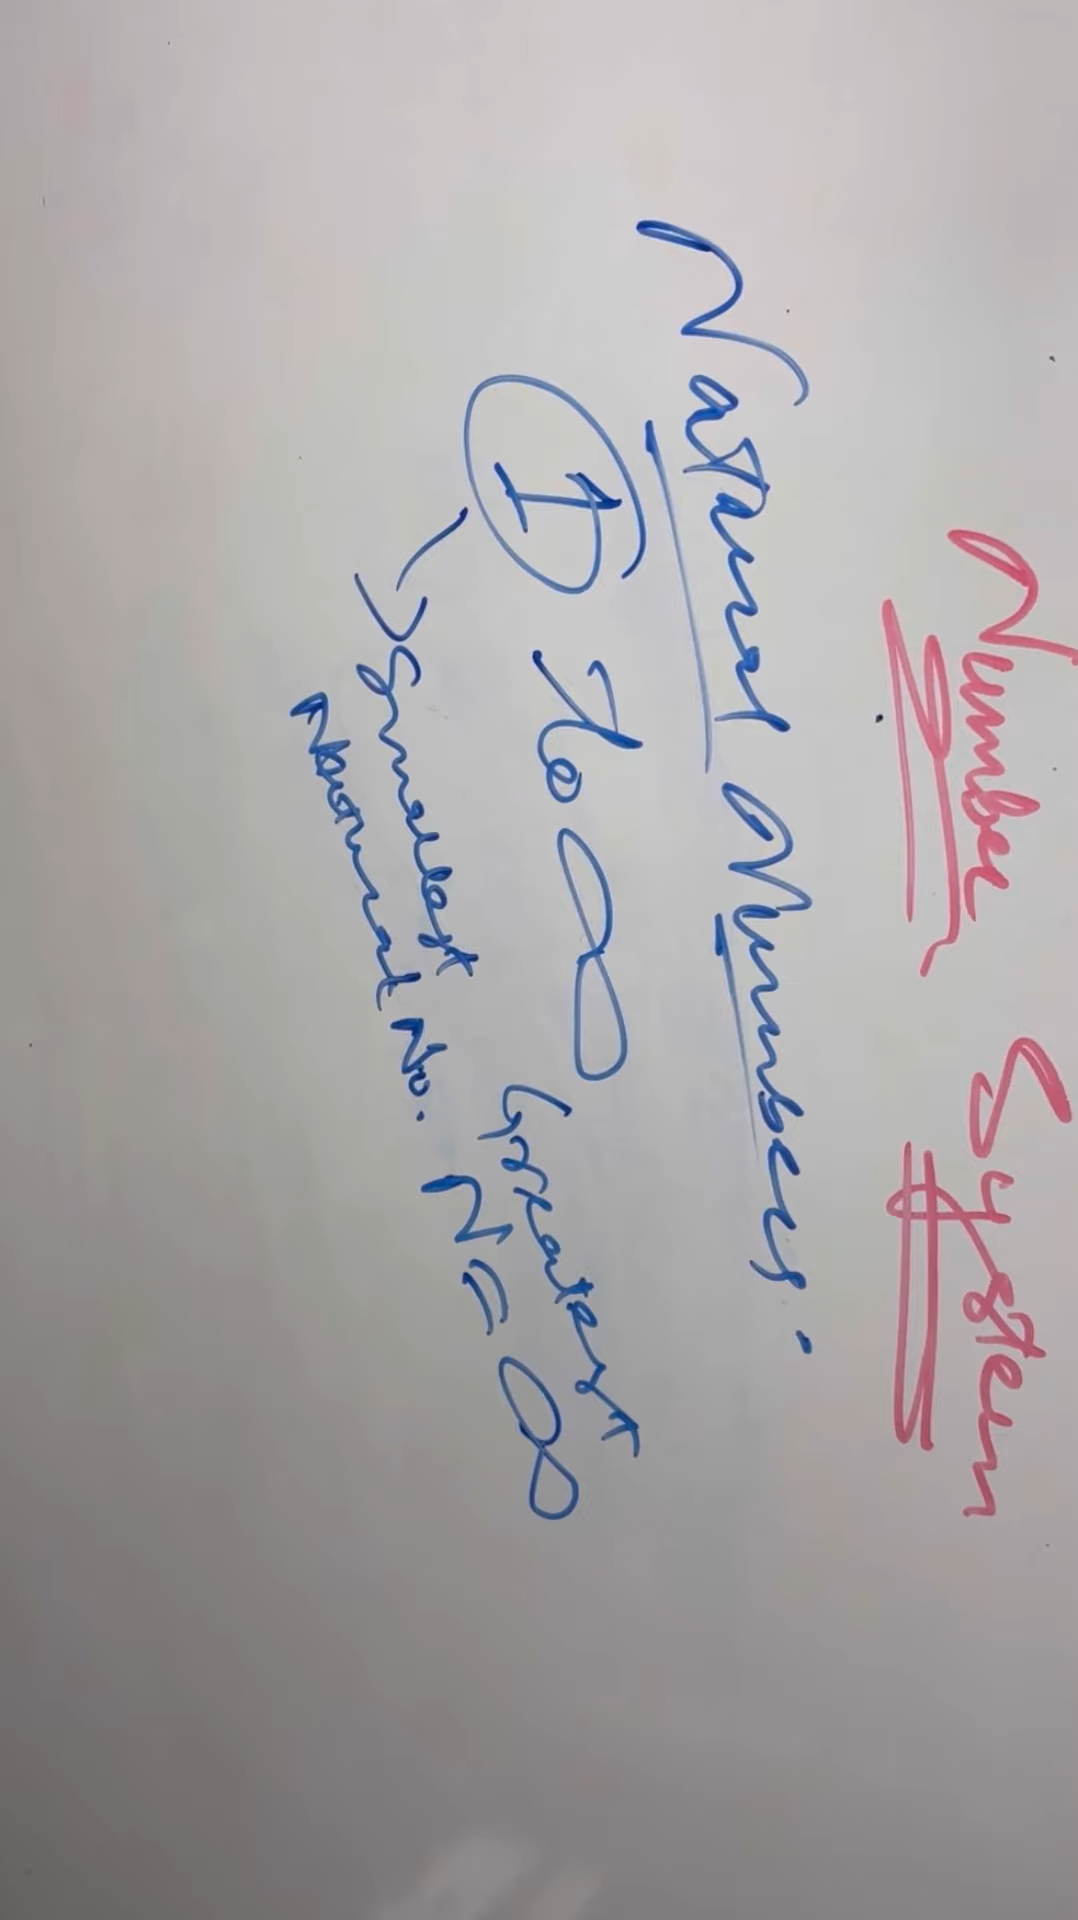 Number System
Natural Numbers.
1 to ∞
Smallest
Natural No.
Greatest
N = ∞